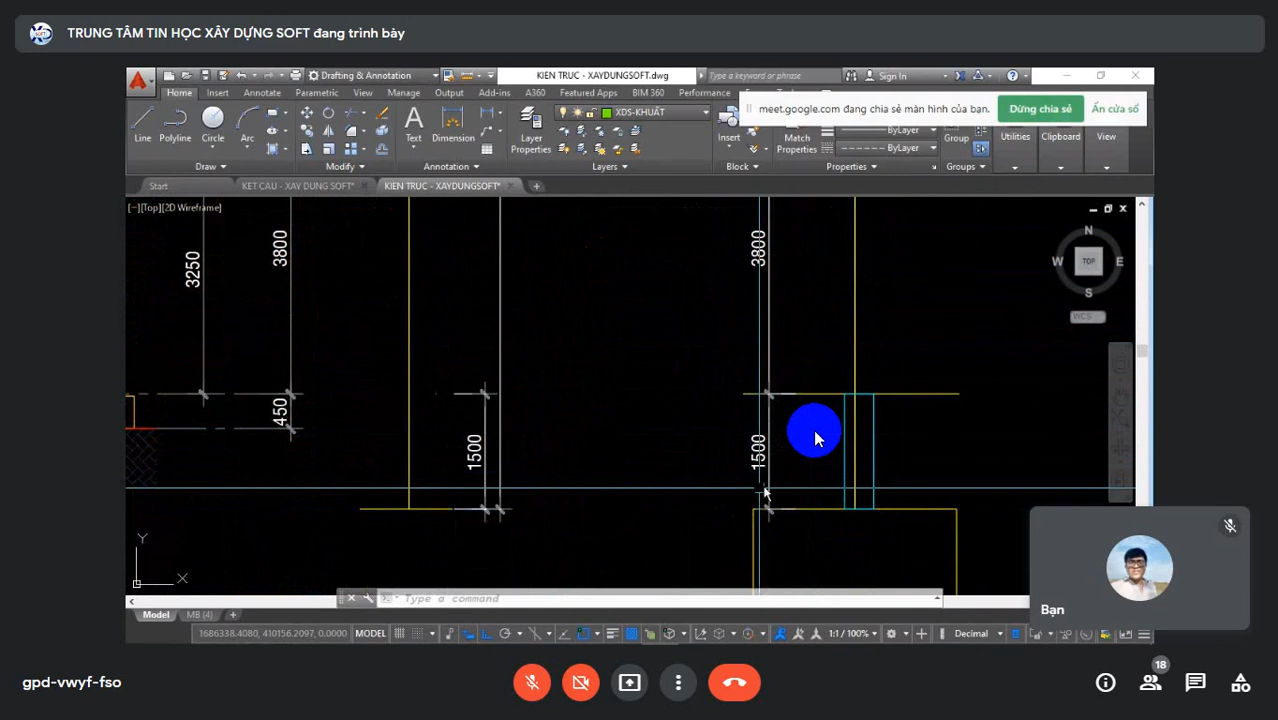 TRUNG TÂM TIN HỌC XÂY DỰNG SOFT đang trình bày
Drafting & Annotation
KIEN TRUC - XAYDUNGSOFT.dwg
Type a keyword or phrase
Sign In
Home Insert Annotate Parametric View Manage Output Add-ins A360 Featured Apps BIM 360 Performance
meet.google.com đang chia sẻ màn hình của bạn.
Dừng chia sẻ
Ẩn cửa sổ
XDS-KHUẤT
Line Polyline Circle Arc
Text Dimension
Layer Properties
Insert
Match Properties
ByLayer
ByLayer
Group
Utilities
Clipboard
View
Draw
Modify
Annotation
Layers
Block
Properties
Groups
Start
KET CAU - XAY DUNG SOFT*
KIEN TRUC - XAYDUNGSOFT*
[−][Top][2D Wireframe]
3250
3800
3800
450
1500
1500
N
W TOP E
S
WCS
Y
X
Type a command
Model MB (4)
1686338.4080, 410156.2097, 0.0000
MODEL
1:1 / 100%
Decimal
Bạn
gpd-vwyf-fso
18